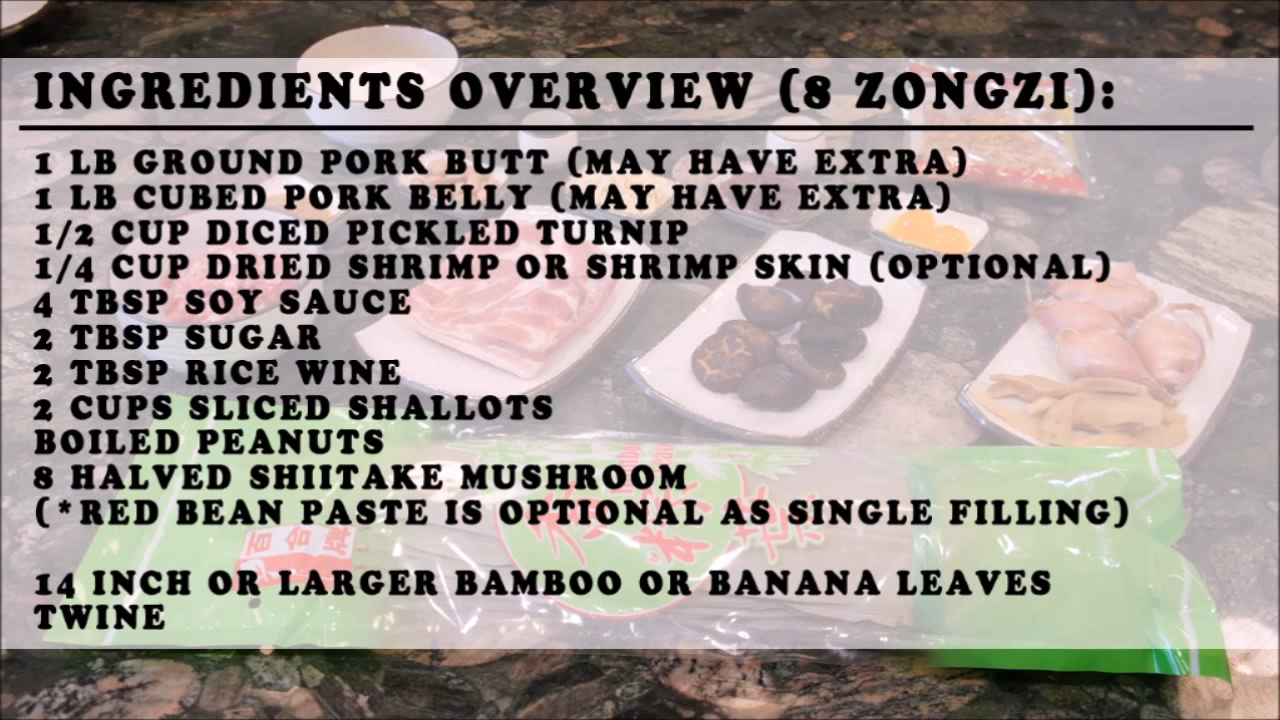 INGREDIENTS OVERVIEW (8 ZONGZI):
1 LB GROUND PORK BUTT (MAY HAVE EXTRA)
1 LB CUBED PORK BELLY (MAY HAVE EXTRA)
1/2 CUP DICED PICKLED TURNIP
1/4 CUP DRIED SHRIMP OR SHRIMP SKIN (OPTIONAL)
4 TBSP SOY SAUCE
2 TBSP SUGAR
2 TBSP RICE WINE
2 CUPS SLICED SHALLOTS
BOILED PEANUTS
8 HALVED SHIITAKE MUSHROOM
(*RED BEAN PASTE IS OPTIONAL AS SINGLE FILLING)
百合牌
14 INCH OR LARGER BAMBOO OR BANANA LEAVES
TWINE